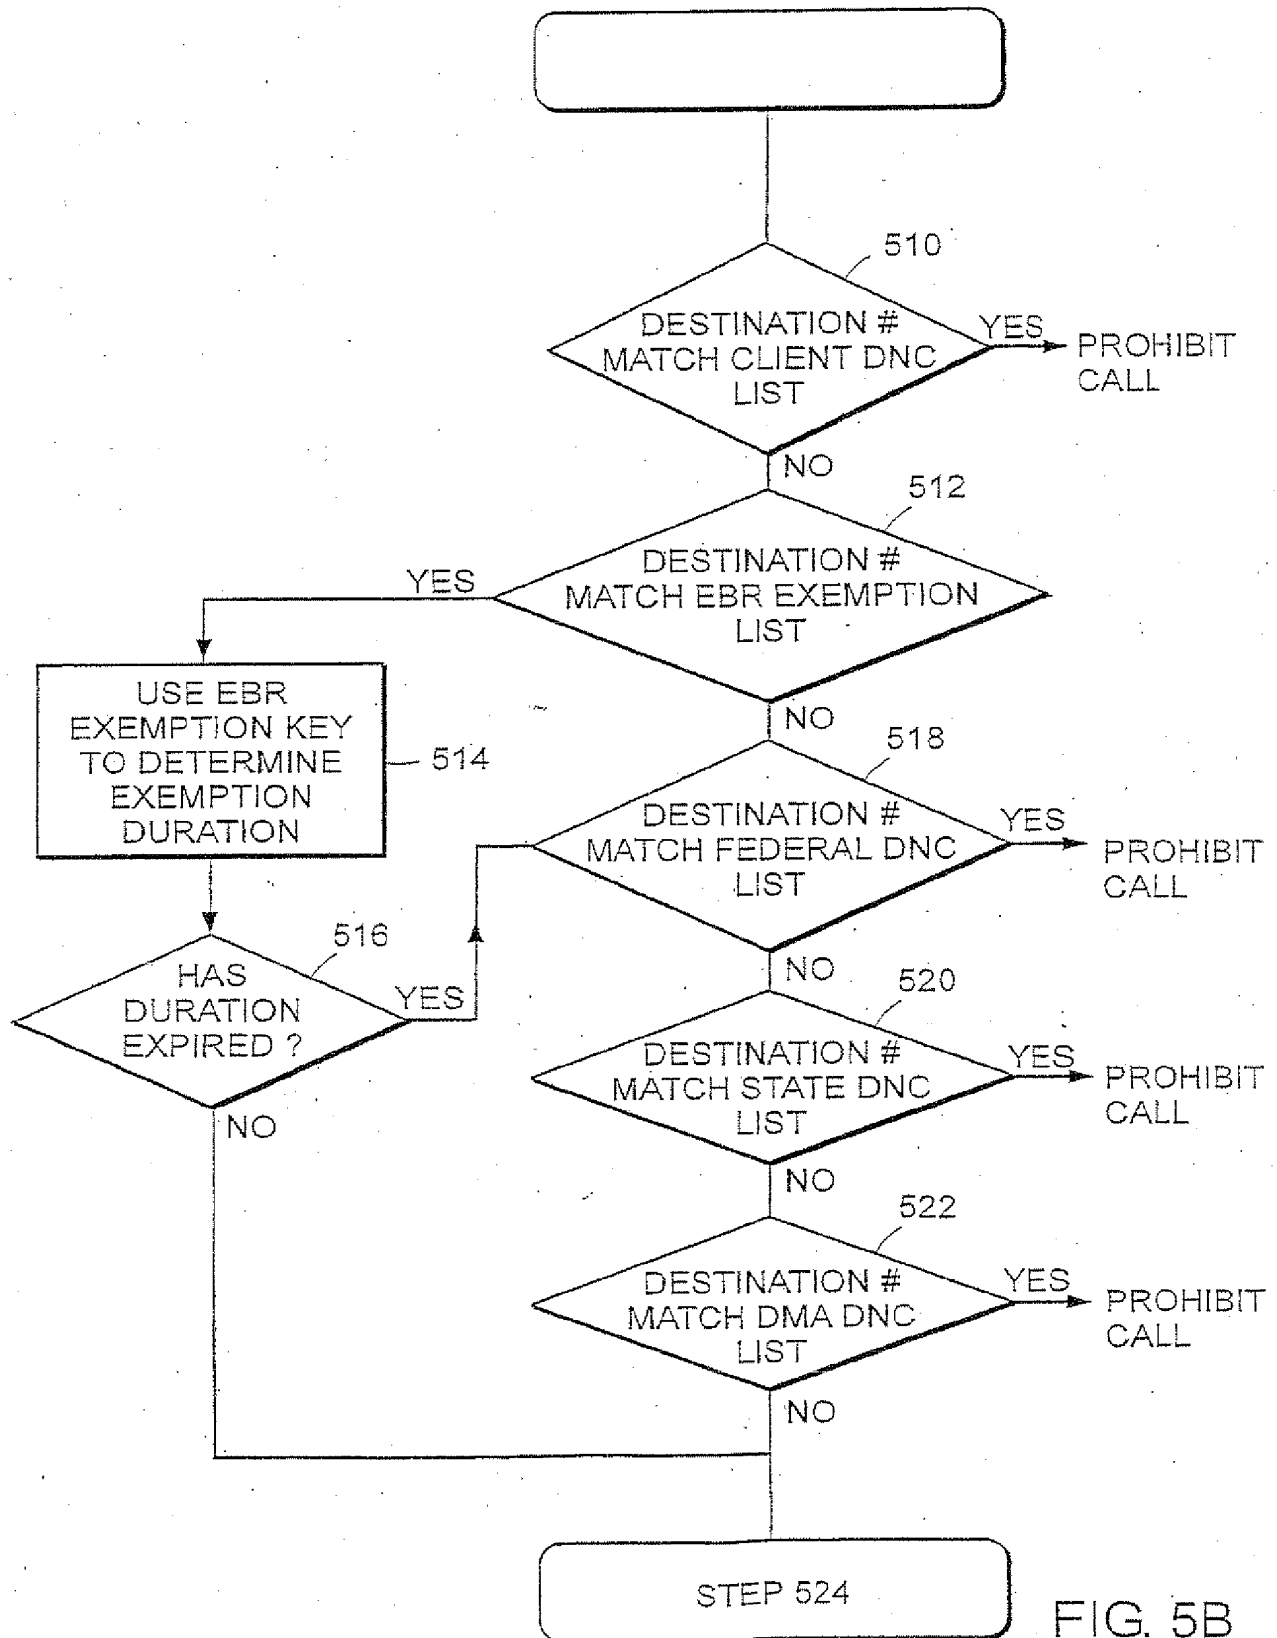 510
DESTINATION #
MATCH CLIENT DNC
LIST
YES
PROHIBIT
CALL
NO
512
DESTINATION #
MATCH EBR EXEMPTION
LIST
YES
NO
USE EBR
EXEMPTION KEY
TO DETERMINE
EXEMPTION
DURATION
514
518
DESTINATION #
MATCH FEDERAL DNC
LIST
YES
PROHIBIT
CALL
NO
516
HAS
DURATION
EXPIRED ?
YES
NO
520
DESTINATION #
MATCH STATE DNC
LIST
YES
PROHIBIT
CALL
NO
522
DESTINATION #
MATCH DMA DNC
LIST
YES
PROHIBIT
CALL
NO
STEP 524
FIG. 5B